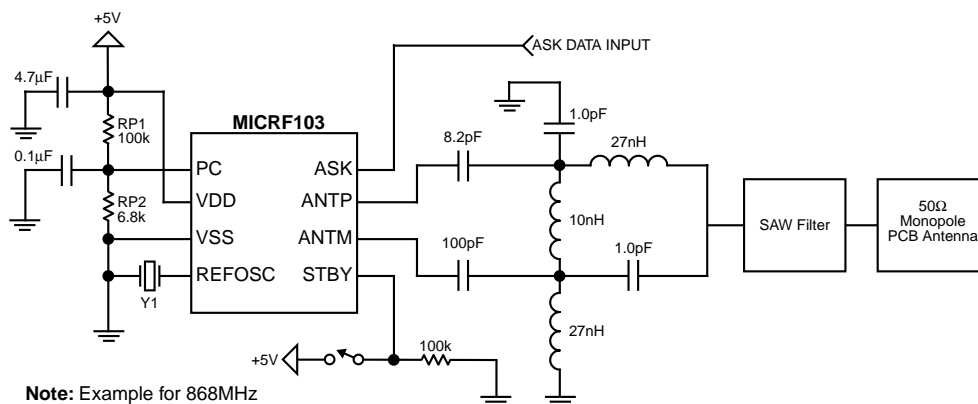 +5V
4.7µF
RP1
100k
0.1µF
RP2
6.8k
Y1
MICRF103
PC
VDD
VSS
REFOSC
ASK
ANTP
ANTM
STBY
ASK DATA INPUT
8.2pF
100pF
1.0pF
27nH
10nH
1.0pF
27nH
+5V
100k
SAW Filter
50Ω
Monopole
PCB Antenna
Note: Example for 868MHz